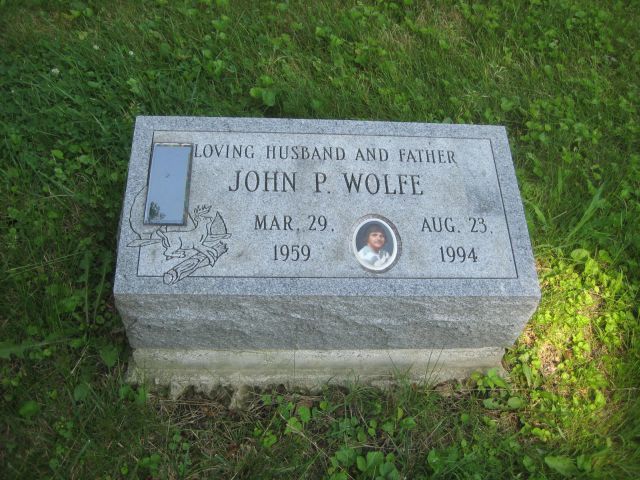 LOVING HUSBAND AND FATHER
JOHN P. WOLFE
MAR. 29. AUG. 23.
1959 1994